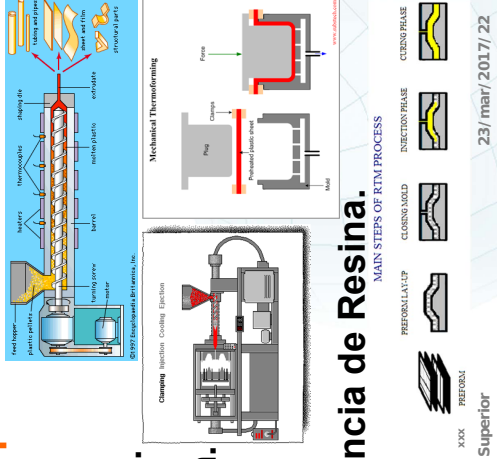 tubing and pipes
sheet and film
structural parts
extrudate
shaping die
thermocouples
molten plastic
heaters
barrel
feed hopper
plastic pellets
turning screw
motor
©1997 Encyclopaedia Britannica, Inc.
Mechanical Thermoforming
Force
Plug
Clamps
Preheated plastic sheet
Mold
www.substech.com
Clamping Injection Cooling Ejection
ncia de Resina.
MAIN STEPS OF RTM PROCESS
PREFORM
PREFORM LAY-UP
CLOSING MOLD
INJECTION PHASE
CURING PHASE
xxx
Superior
23/mar/2017/22